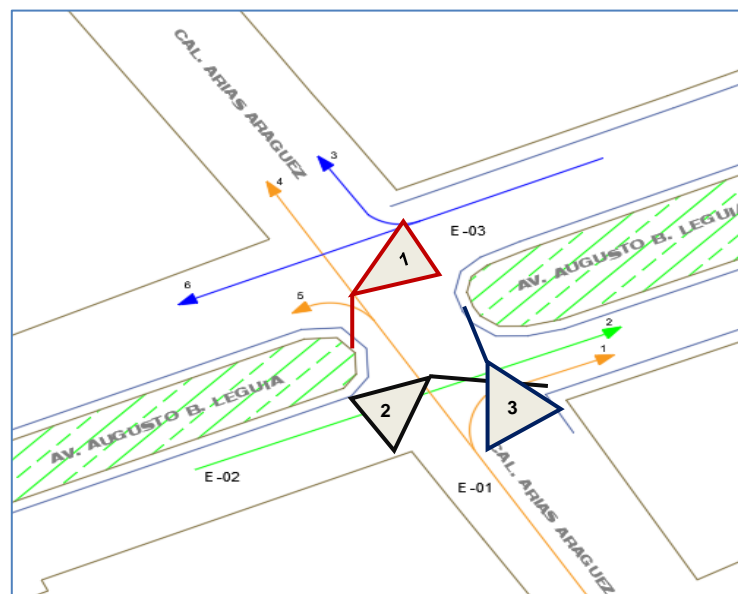 CAL. ARIAS ARAGUEZ
3
4
E-03
1
AV. AUGUSTO B. LEGUIA
6
5
2
1
AV. AUGUSTO B. LEGUIA
2
3
E-02
E-01
CAL. ARIAS ARAGUEZ